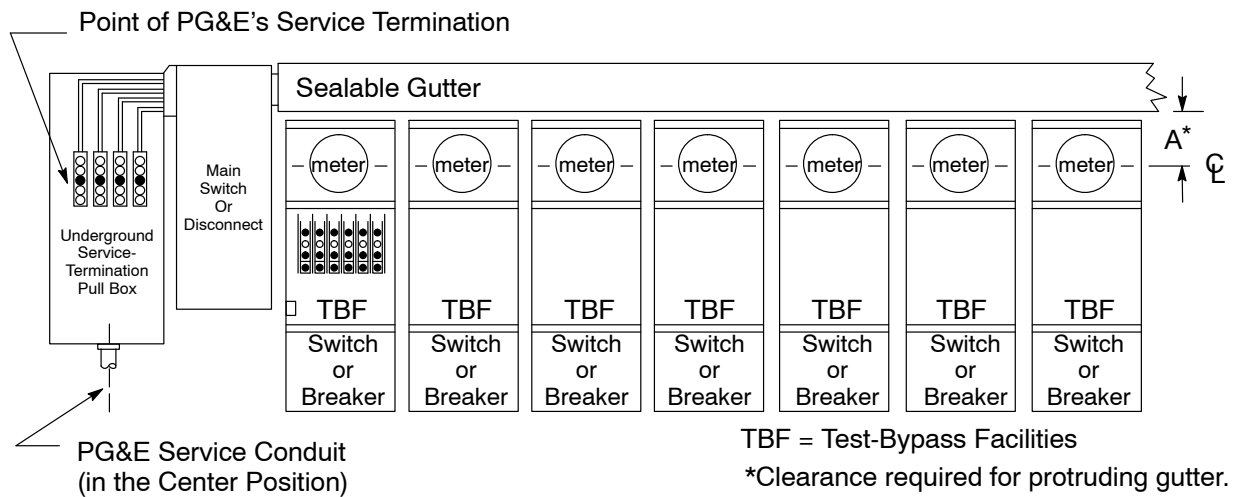 Point of PG&E's Service Termination
Sealable Gutter
A*
℄
meter
meter
meter
meter
meter
meter
meter
Main
Switch
Or
Disconnect
Underground
Service-
Termination
Pull Box
TBF
TBF
TBF
TBF
TBF
TBF
TBF
Switch
or
Breaker
Switch
or
Breaker
Switch
or
Breaker
Switch
or
Breaker
Switch
or
Breaker
Switch
or
Breaker
Switch
or
Breaker
PG&E Service Conduit
(in the Center Position)
TBF = Test-Bypass Facilities
*Clearance required for protruding gutter.